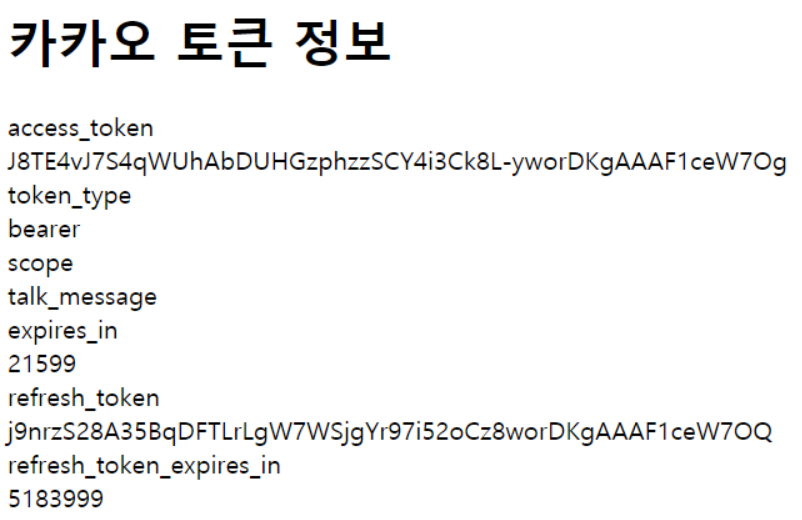 카카오 토큰 정보
access_token
J8TE4vJ7S4qWUhAbDUHGzphzzSCY4i3Ck8L-yworDKgAAAF1ceW7Og
token_type
bearer
scope
talk_message
expires_in
21599
refresh_token
j9nrzS28A35BqDFTLrLgW7WSjgYr97i52oCz8worDKgAAAF1ceW7OQ
refresh_token_expires_in
5183999